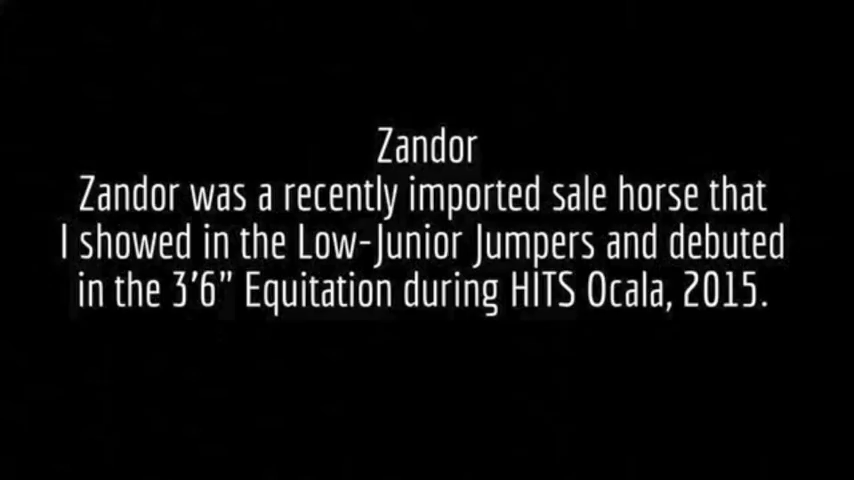 Zandor
Zandor was a recently imported sale horse that
I showed in the Low-Junior Jumpers and debuted
in the 3'6” Equitation during HITS Ocala, 2015.